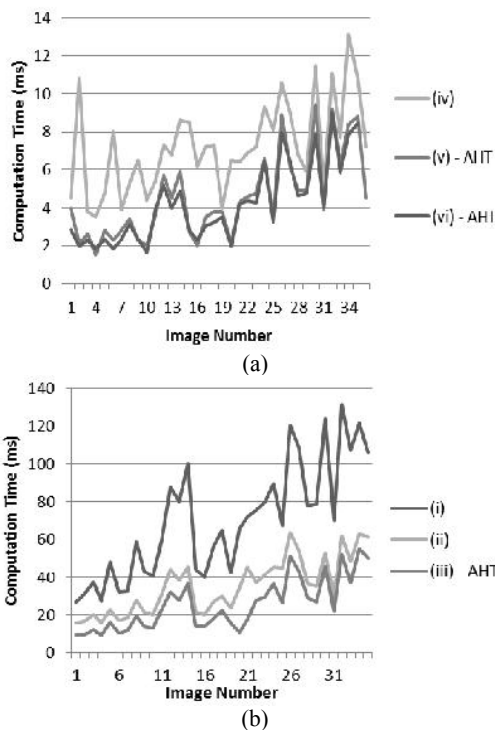 14
12
10
8
6
4
2
0
Computation Time (ms)
1 4 7 10 13 16 19 22 25 28 31 34
Image Number
(iv)
(v) - AHT
(vi) - AHT
(a)
140
120
100
80
60
40
20
0
Computation Time (ms)
1 6 11 16 21 26 31
Image Number
(i)
(ii)
(iii) - AHT
(b)